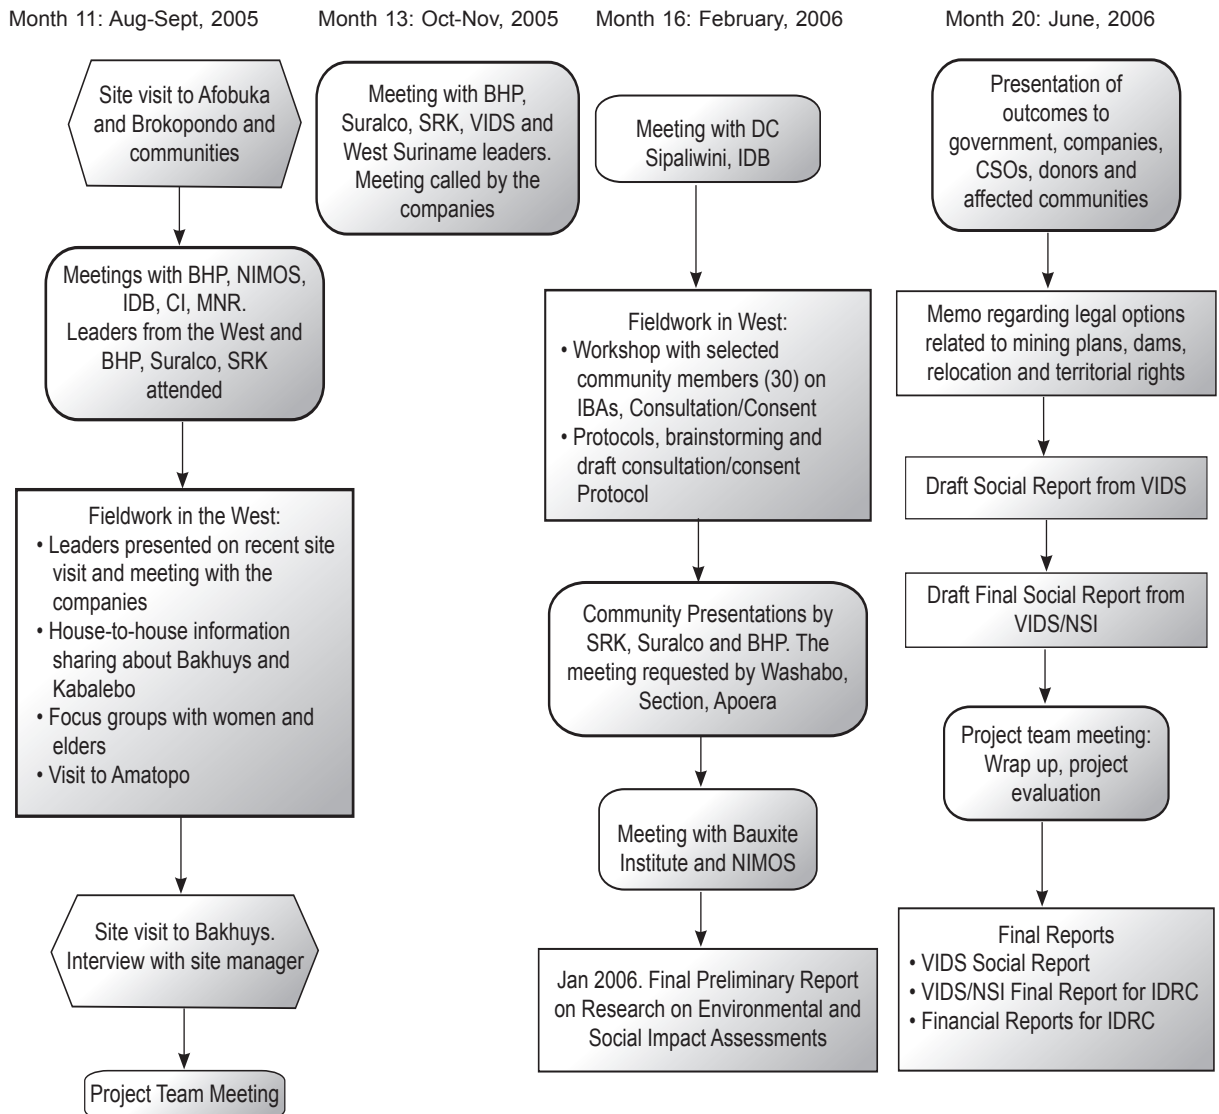 Month 11: Aug-Sept, 2005
Site visit to Afobuka
and Brokopondo and
communities
Meetings with BHP, NIMOS,
IDB, CI, MNR.
Leaders from the West and
BHP, Suralco, SRK
attended
Fieldwork in the West:
• Leaders presented on recent site
visit and meeting with the
companies
• House-to-house information
sharing about Bakhuys and
Kabalebo
• Focus groups with women and
elders
• Visit to Amatopo
Site visit to Bakhuys.
Interview with site manager
Project Team Meeting
Month 13: Oct-Nov, 2005
Meeting with BHP,
Suralco, SRK, VIDS and
West Suriname leaders.
Meeting called by the
companies
Month 16: February, 2006
Meeting with DC
Sipaliwini, IDB
Fieldwork in West:
• Workshop with selected
community members (30) on
IBAs, Consultation/Consent
• Protocols, brainstorming and
draft consultation/consent
Protocol
Community Presentations by
SRK, Suralco and BHP. The
meeting requested by Washabo,
Section, Apoera
Meeting with Bauxite
Institute and NIMOS
Jan 2006. Final Preliminary Report
on Research on Environmental and
Social Impact Assessments
Month 20: June, 2006
Presentation of
outcomes to
government, companies,
CSOs, donors and
affected communities
Memo regarding legal options
related to mining plans, dams,
relocation and territorial rights
Draft Social Report from VIDS
Draft Final Social Report from
VIDS/NSI
Project team meeting:
Wrap up, project
evaluation
Final Reports
• VIDS Social Report
• VIDS/NSI Final Report for IDRC
• Financial Reports for IDRC